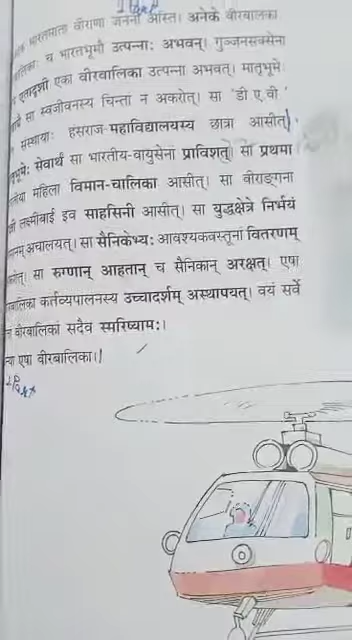 भारतमाता वीराणां जननी अस्ति। अनेके वीरबालका
च भारतभूमौ उत्पन्नाः अभवन्। गुञ्जनसक्सेना
एतादृशी एका वीरबालिका उत्पन्ना अभवत्। मातृभूमेः
सा स्वजीवनस्य चिन्तां न अकरोत्। सा 'डी ए.वी'
संस्थायाः हंसराज-महाविद्यालयस्य छात्रा आसीत्।
सेवार्थं सा भारतीय-वायुसेनां प्राविशत्। सा प्रथमा
महिला विमान-चालिका आसीत्। सा वीराङ्गना
लक्ष्मीबाई इव साहसिनी आसीत्। सा युद्धक्षेत्रे निर्भयं
अचालयत्। सा सैनिकेभ्यः आवश्यकवस्तूनां वितरणम्
सा रुग्णान् आहतान् च सैनिकान् अरक्षत्। एषा
कर्तव्यपालनस्य उच्चादर्शम् अस्थापयत्। वयं सर्वे
वीरबालिकां सदैव स्मरिष्यामः।
एषा वीरबालिका।